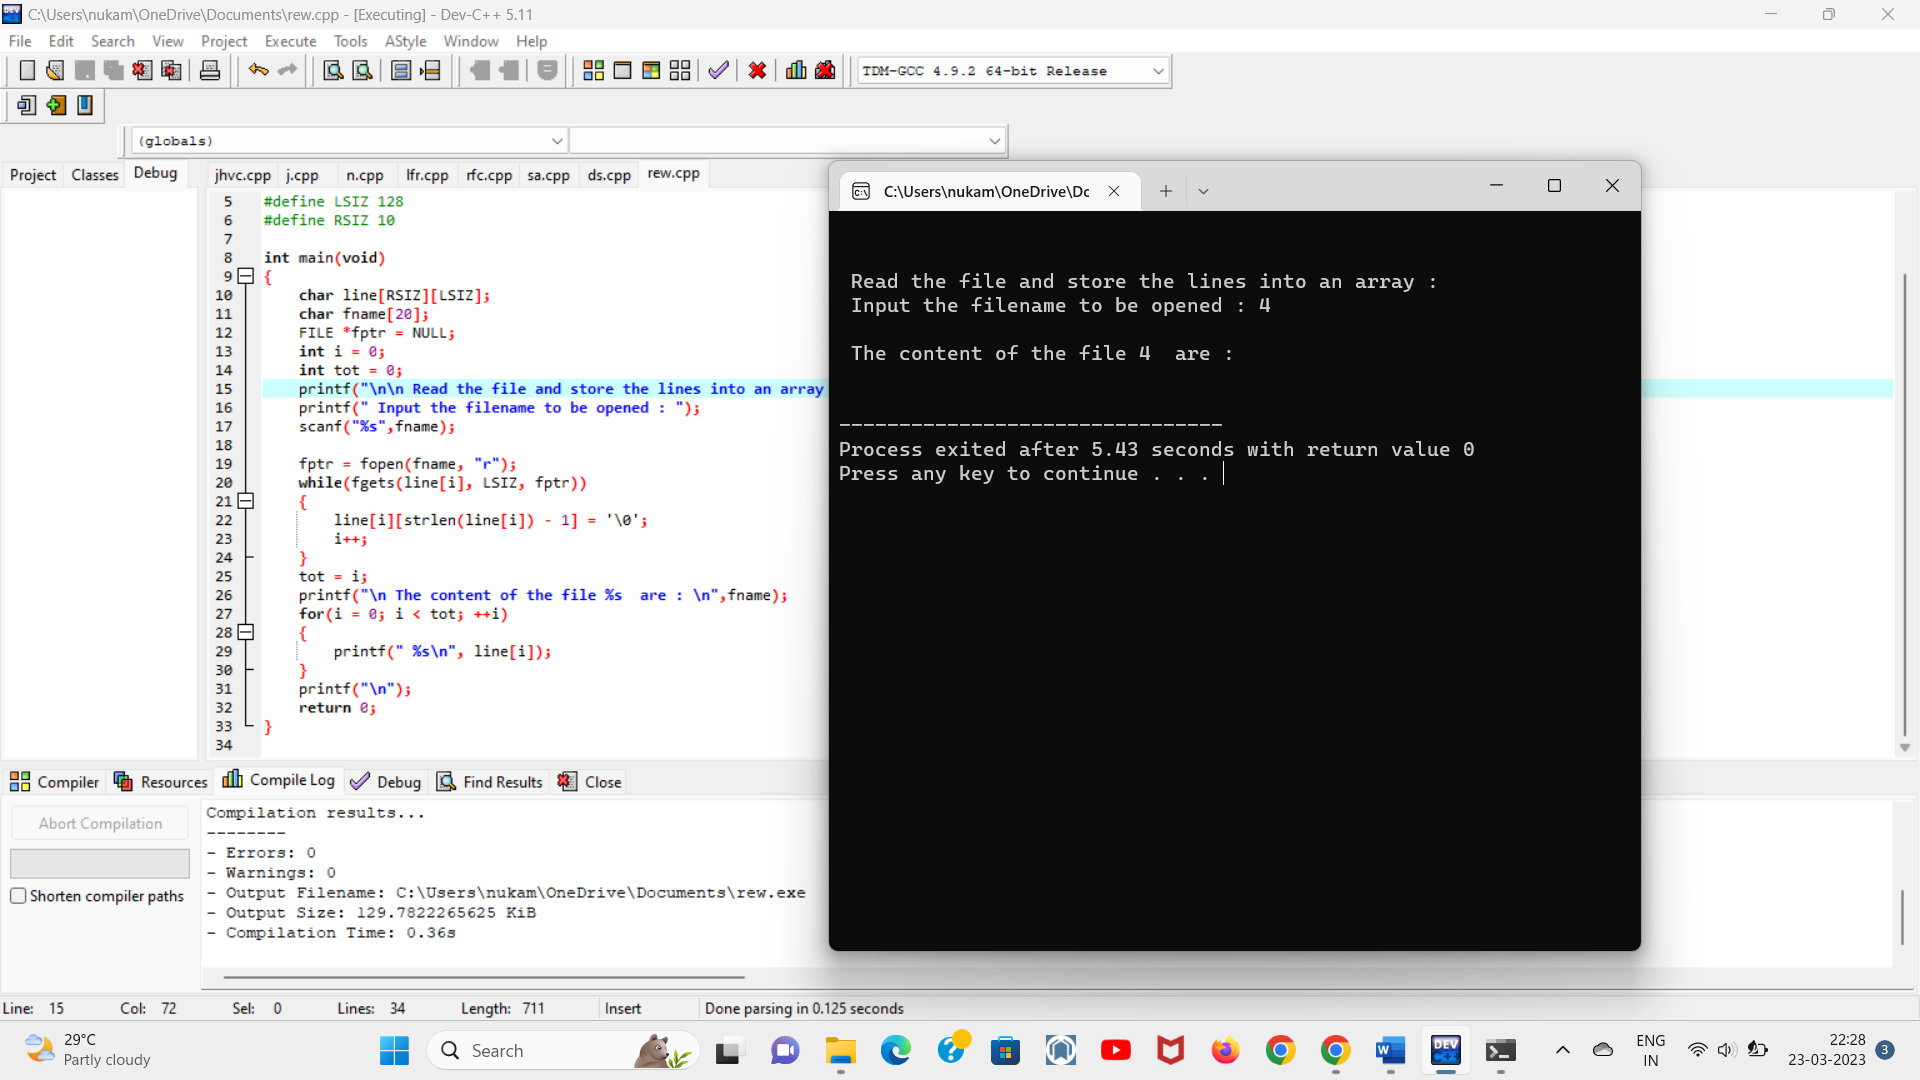 C:\Users\nukam\OneDrive\Documents\rew.cpp - [Executing] - Dev-C++ 5.11
File Edit Search View Project Execute Tools AStyle Window Help
TDM-GCC 4.9.2 64-bit Release
(globals)
Project Classes Debug
jhvc.cpp j.cpp n.cpp lfr.cpp rfc.cpp sa.cpp ds.cpp rew.cpp
5 #define LSIZ 128
6 #define RSIZ 10
7
8 int main(void)
9 {
10 char line[RSIZ][LSIZ];
11 char fname[20];
12 FILE *fptr = NULL;
13 int i = 0;
14 int tot = 0;
15 printf("\n\n Read the file and store the lines into an array
16 printf(" Input the filename to be opened : ");
17 scanf("%s",fname);
18
19 fptr = fopen(fname, "r");
20 while(fgets(line[i], LSIZ, fptr))
21 {
22 line[i][strlen(line[i]) - 1] = '\0';
23 i++;
24 }
25 tot = i;
26 printf("\n The content of the file %s  are : \n",fname);
27 for(i = 0; i < tot; ++i)
28 {
29 printf(" %s\n", line[i]);
30 }
31 printf("\n");
32 return 0;
33 }
34
C:\Users\nukam\OneDrive\Dc
Read the file and store the lines into an array :
Input the filename to be opened : 4
The content of the file 4  are :
--------------------------------
Process exited after 5.43 seconds with return value 0
Press any key to continue . . .
Compiler Resources Compile Log Debug Find Results Close
Abort Compilation
Shorten compiler paths
Compilation results...
--------
- Errors: 0
- Warnings: 0
- Output Filename: C:\Users\nukam\OneDrive\Documents\rew.exe
- Output Size: 129.7822265625 KiB
- Compilation Time: 0.36s
Line: 15 Col: 72 Sel: 0 Lines: 34 Length: 711 Insert Done parsing in 0.125 seconds
29°C
Partly cloudy
Search
DEV
ENG
IN
22:28
23-03-2023
3